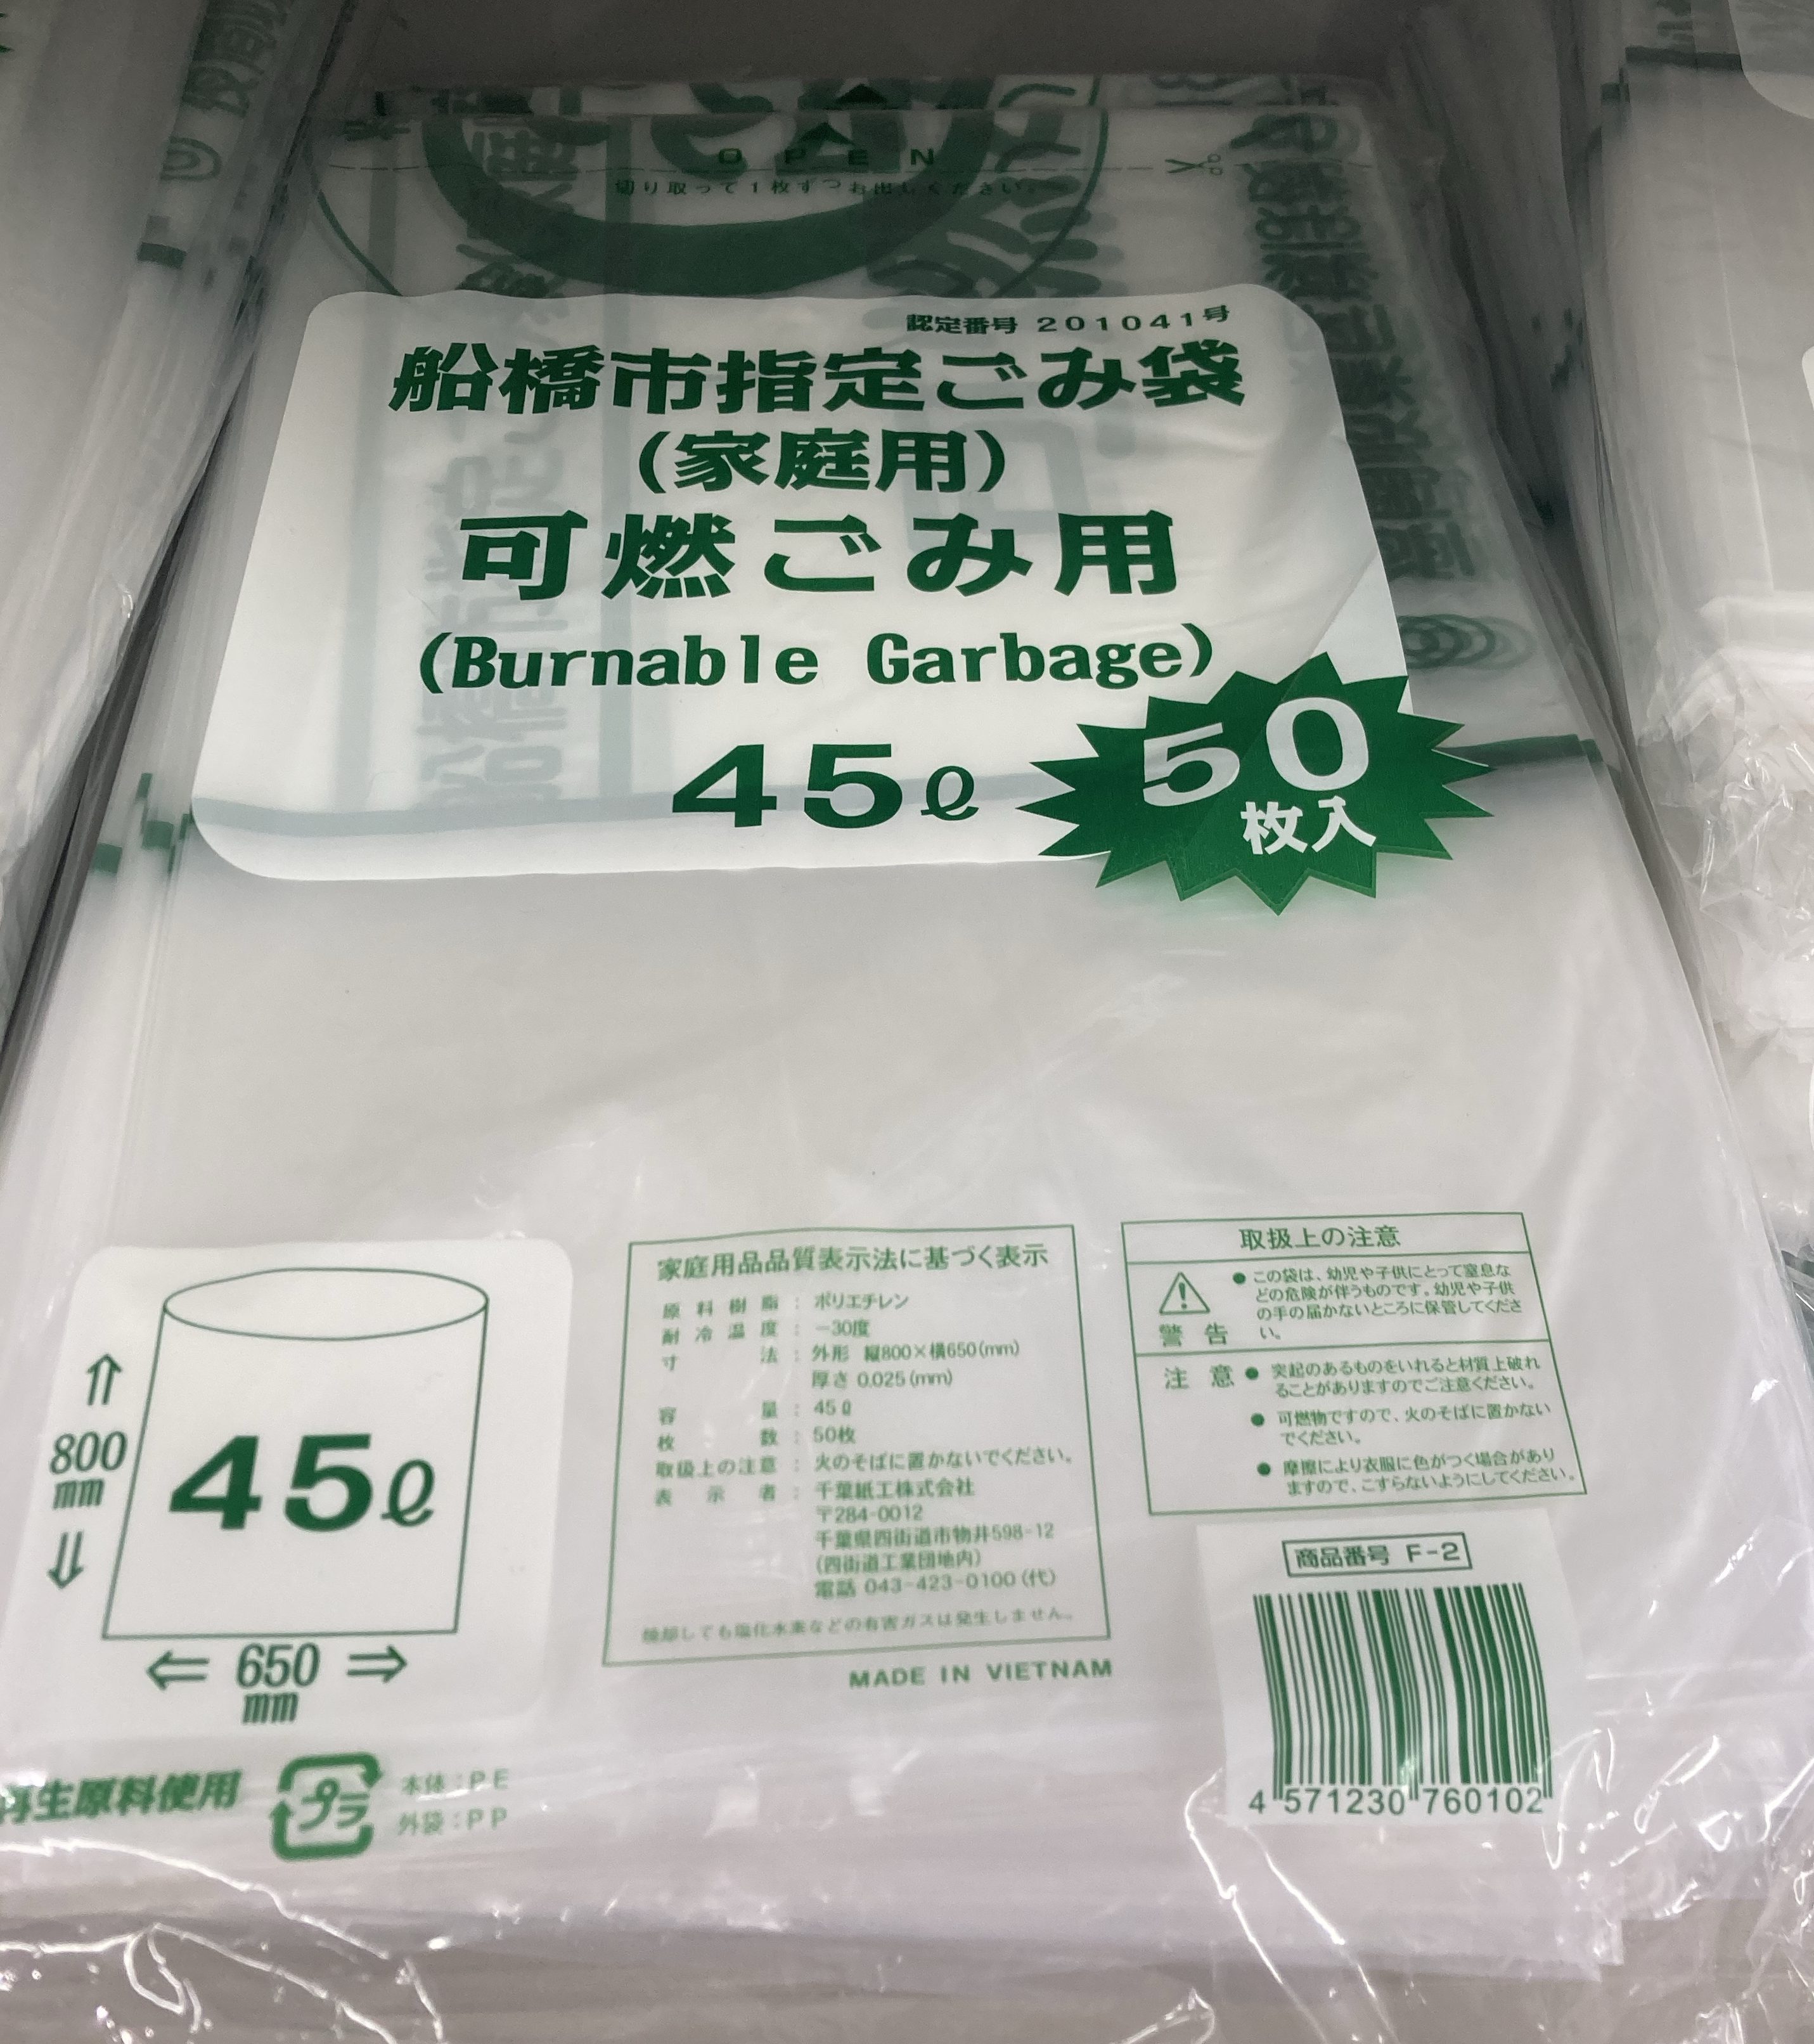 OPEN
切り取って1枚ずつお出しください。
認定番号 201041号
船橋市指定ごみ袋
(家庭用)
可燃ごみ用
(Burnable Garbage)
45ℓ
50
枚入
800
mm
45ℓ
650
mm
再生原料使用
プラ
本体：PE
外袋：PP
家庭用品品質表示法に基づく表示
原料樹脂：ポリエチレン
耐冷温度：－30度
寸法：外形 縦800×横650(mm)
厚さ 0.025(mm)
容量：45ℓ
枚数：50枚
取扱上の注意：火のそばに置かないでください。
表示者：千葉紙工株式会社
〒284-0012
千葉県四街道市物井598-12
(四街道工業団地内)
電話 043-423-0100(代)
焼却しても塩化水素などの有害ガスは発生しません。
MADE IN VIETNAM
取扱上の注意
警告
●この袋は、幼児や子供にとって窒息な
どの危険が伴うものです。幼児や子供
の手の届かないところに保管してくださ
い。
注意 ●突起のあるものをいれると材質上破れ
ることがありますのでご注意ください。
●可燃物ですので、火のそばに置かない
でください。
●摩擦により衣服に色がつく場合があり
ますので、こすらないようにしてください。
商品番号 F-2
4 571230 760102